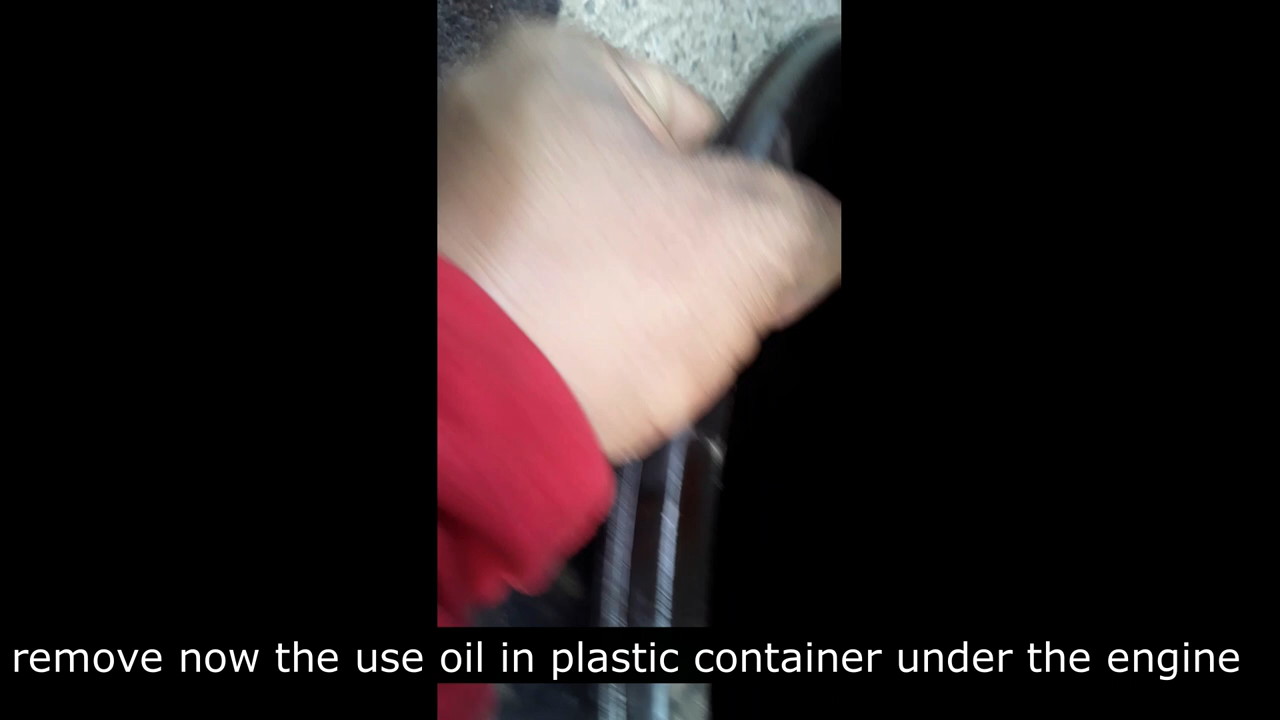 remove now the use oil in plastic container under the engine